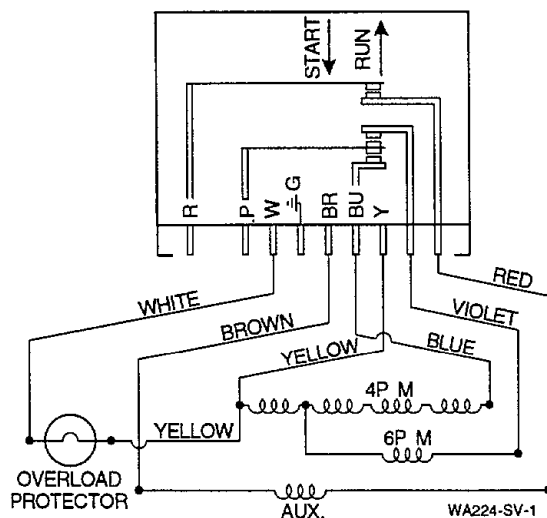 START
RUN
R
P
W
G
BR
BU
Y
RED
WHITE
VIOLET
BROWN
YELLOW
BLUE
4P M
YELLOW
6P M
OVERLOAD
PROTECTOR
AUX.
WA224-SV-1